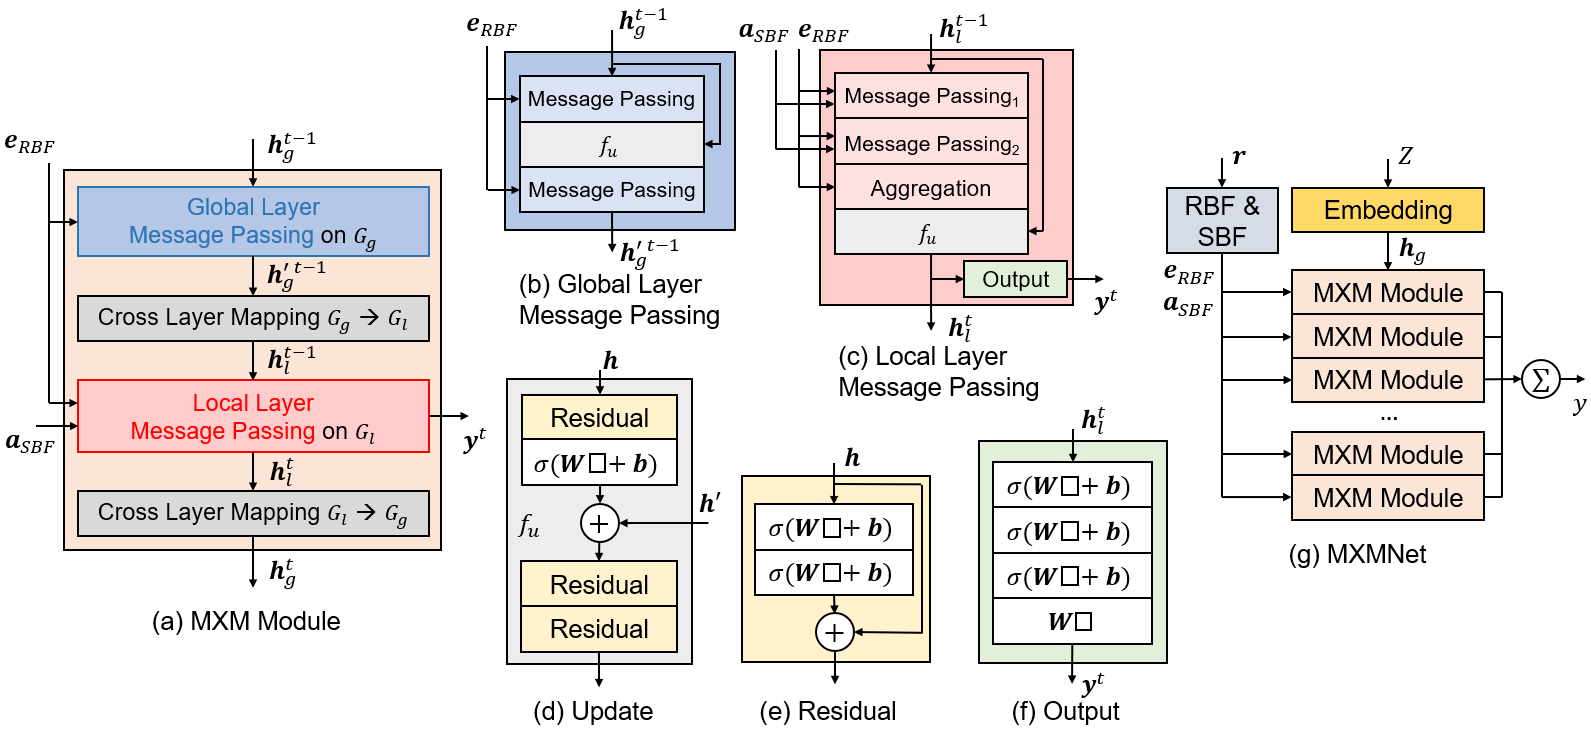 e_RBF
h_g^{t−1}
Global Layer
Message Passing on G_g
h′_g^{t−1}
Cross Layer Mapping G_g → G_l
h_l^{t−1}
Local Layer
Message Passing on G_l
a_SBF
y^t
h_l^t
Cross Layer Mapping G_l → G_g
h_g^t
(a) MXM Module
e_RBF
h_g^{t−1}
Message Passing
f_u
Message Passing
h′_g^{t−1}
(b) Global Layer
Message Passing
a_SBF e_RBF
h_l^{t−1}
Message Passing₁
Message Passing₂
Aggregation
f_u
Output
y^t
h_l^t
(c) Local Layer
Message Passing
h
Residual
σ(W□+ b)
f_u
+
h′
Residual
Residual
(d) Update
h
σ(W□+ b)
σ(W□+ b)
+
(e) Residual
h_l^t
σ(W□+ b)
σ(W□+ b)
σ(W□+ b)
W□
y^t
(f) Output
r
Z
RBF &
SBF
Embedding
h_g
e_RBF
a_SBF
MXM Module
MXM Module
MXM Module
...
MXM Module
MXM Module
Σ
y
(g) MXMNet